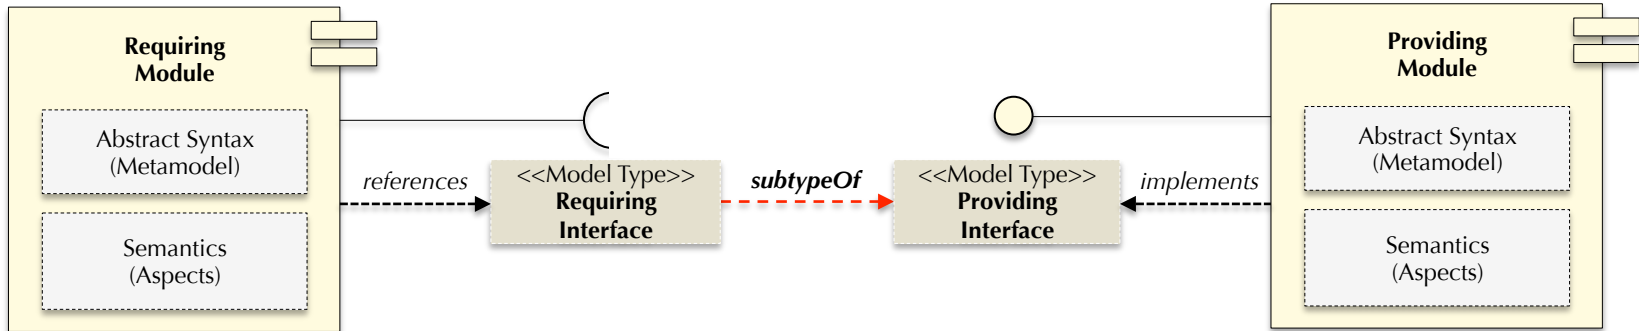 Requiring
Module
Abstract Syntax
(Metamodel)
Semantics
(Aspects)
references
<<Model Type>>
Requiring
Interface
subtypeOf
<<Model Type>>
Providing
Interface
implements
Providing
Module
Abstract Syntax
(Metamodel)
Semantics
(Aspects)